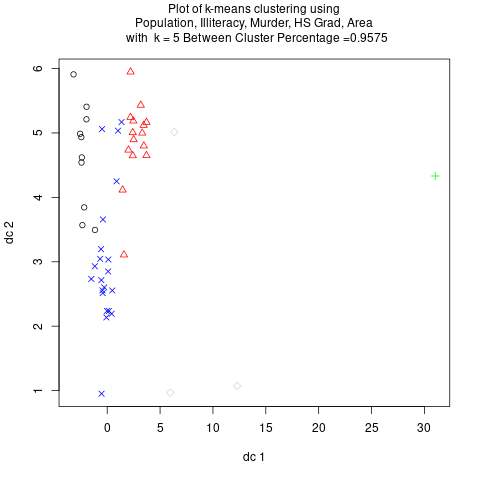 Plot of k-means clustering using
Population, Illiteracy, Murder, HS Grad, Area
with k = 5 Between Cluster Percentage =0.9575
6
5
4
3
2
1
dc 2
0 5 10 15 20 25 30
dc 1